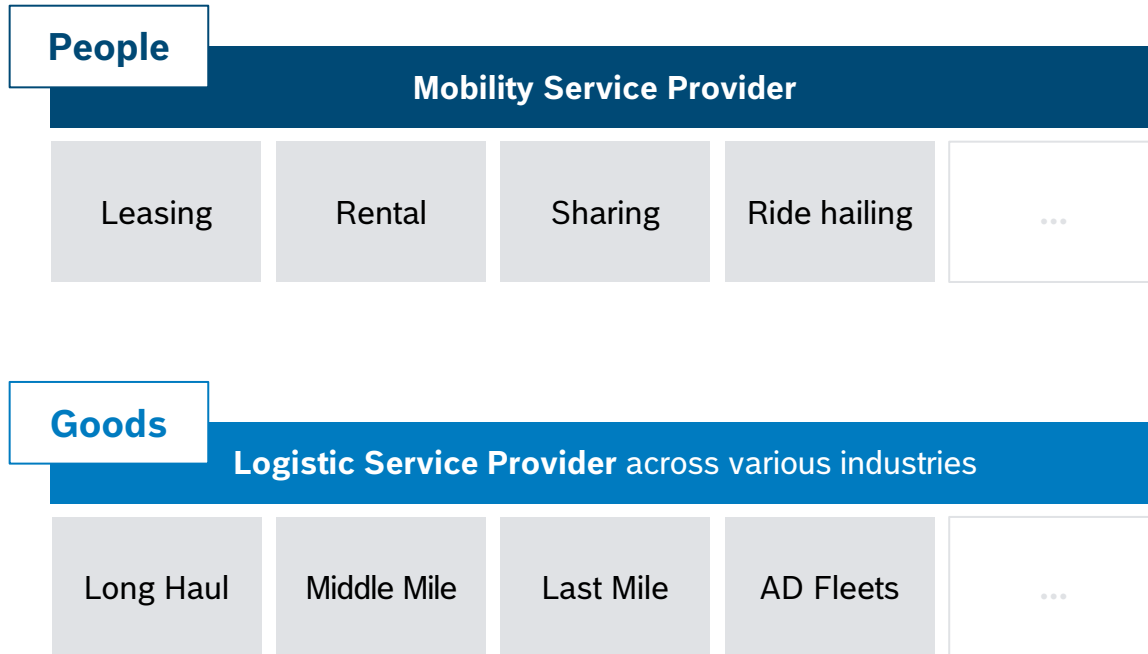 People
Mobility Service Provider
Leasing
Rental
Sharing
Ride hailing
...
Goods
Logistic Service Provider across various industries
Long Haul
Middle Mile
Last Mile
AD Fleets
...